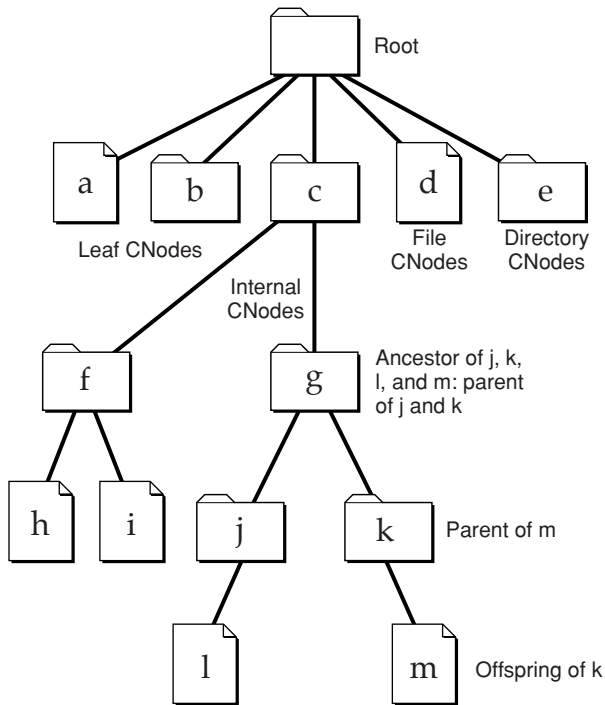 Root
a
b
c
d
e
Leaf CNodes
File
CNodes
Directory
CNodes
Internal
CNodes
f
g
Ancestor of j, k,
l, and m: parent
of j and k
h
i
j
k
Parent of m
l
m
Offspring of k